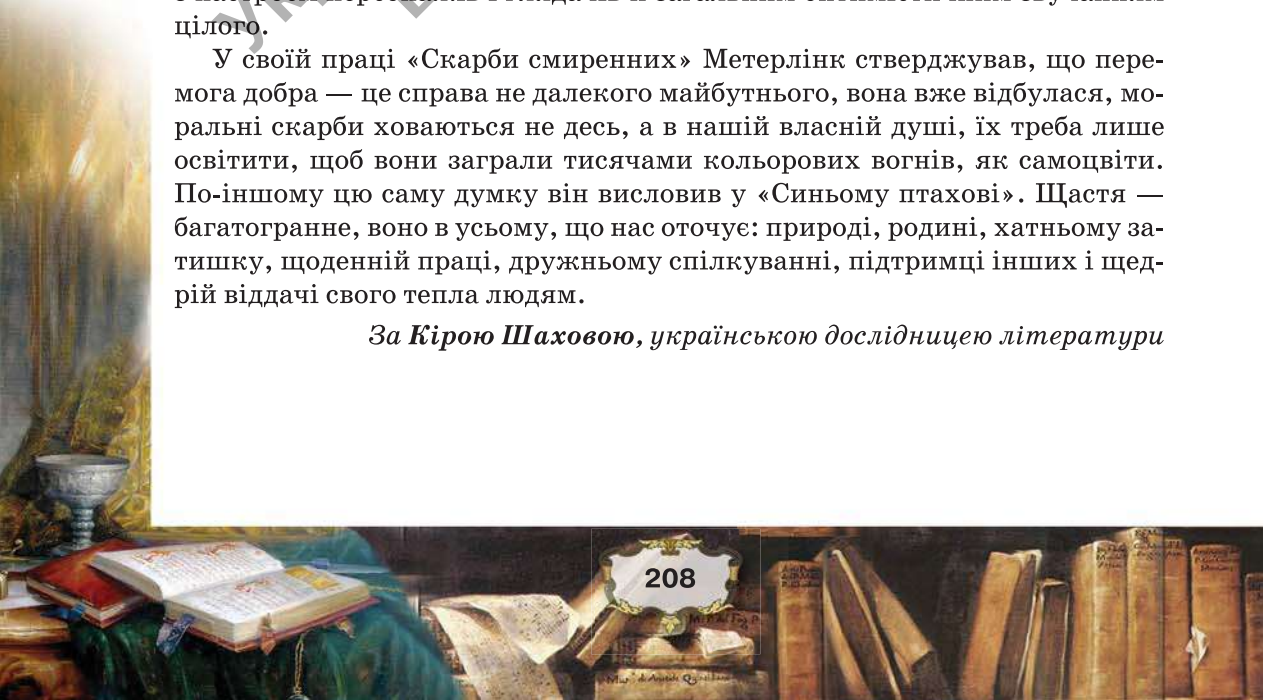 цілого.
У своїй праці «Скарби смиренних» Метерлінк стверджував, що пере-
мога добра — це справа не далекого майбутнього, вона вже відбулася, мо-
ральні скарби ховаються не десь, а в нашій власній душі, їх треба лише
освітити, щоб вони заграли тисячами кольорових вогнів, як самоцвіти.
По-іншому цю саму думку він висловив у «Синьому птахові». Щастя —
багатогранне, воно в усьому, що нас оточує: природі, родині, хатньому за-
тишку, щоденній праці, дружньому спілкуванні, підтримці інших і щед-
рій віддачі свого тепла людям.
За Кірою Шаховою, українською дослідницею літератури
208